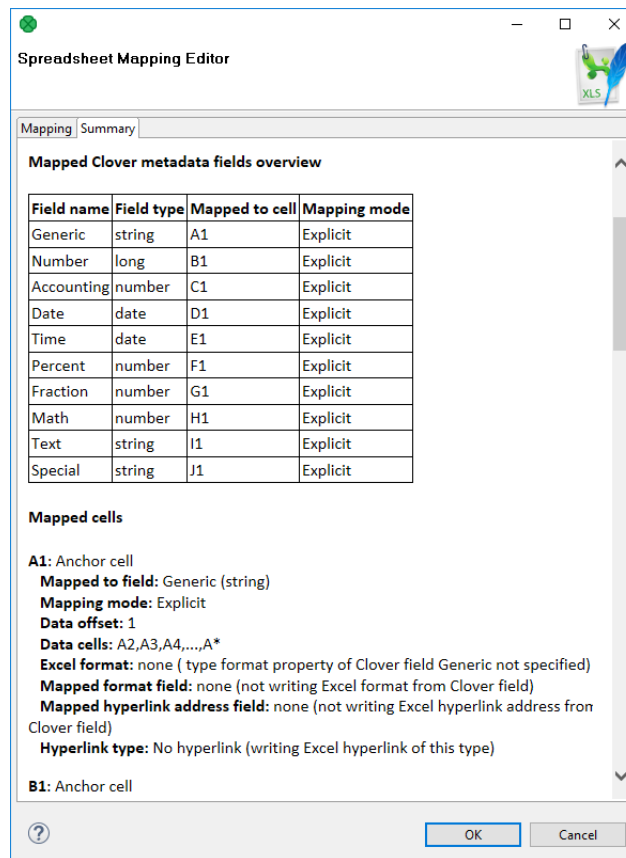 Spreadsheet Mapping Editor
XLS
Mapping Summary
Mapped Clover metadata fields overview
Field name Field type Mapped to cell Mapping mode
Generic string A1 Explicit
Number long B1 Explicit
Accounting number C1 Explicit
Date date D1 Explicit
Time date E1 Explicit
Percent number F1 Explicit
Fraction number G1 Explicit
Math number H1 Explicit
Text string I1 Explicit
Special string J1 Explicit
Mapped cells
A1: Anchor cell
Mapped to field: Generic (string)
Mapping mode: Explicit
Data offset: 1
Data cells: A2,A3,A4,...,A*
Excel format: none ( type format property of Clover field Generic not specified)
Mapped format field: none (not writing Excel format from Clover field)
Mapped hyperlink address field: none (not writing Excel hyperlink address from
Clover field)
Hyperlink type: No hyperlink (writing Excel hyperlink of this type)
B1: Anchor cell
? OK Cancel